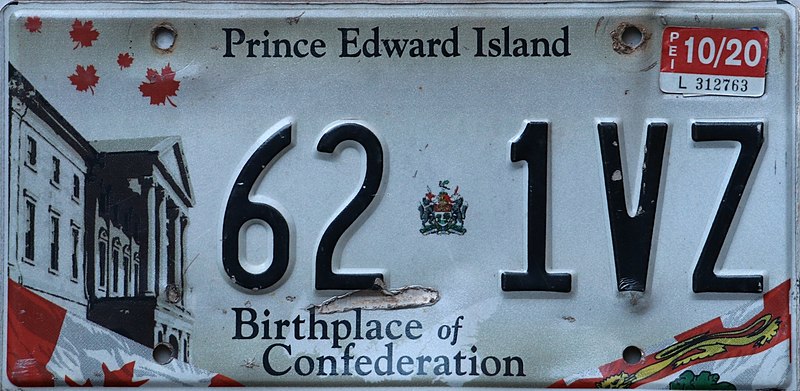 Prince Edward Island
PEI 10/20
L 312763
62 1VZ
Birthplace of
Confederation